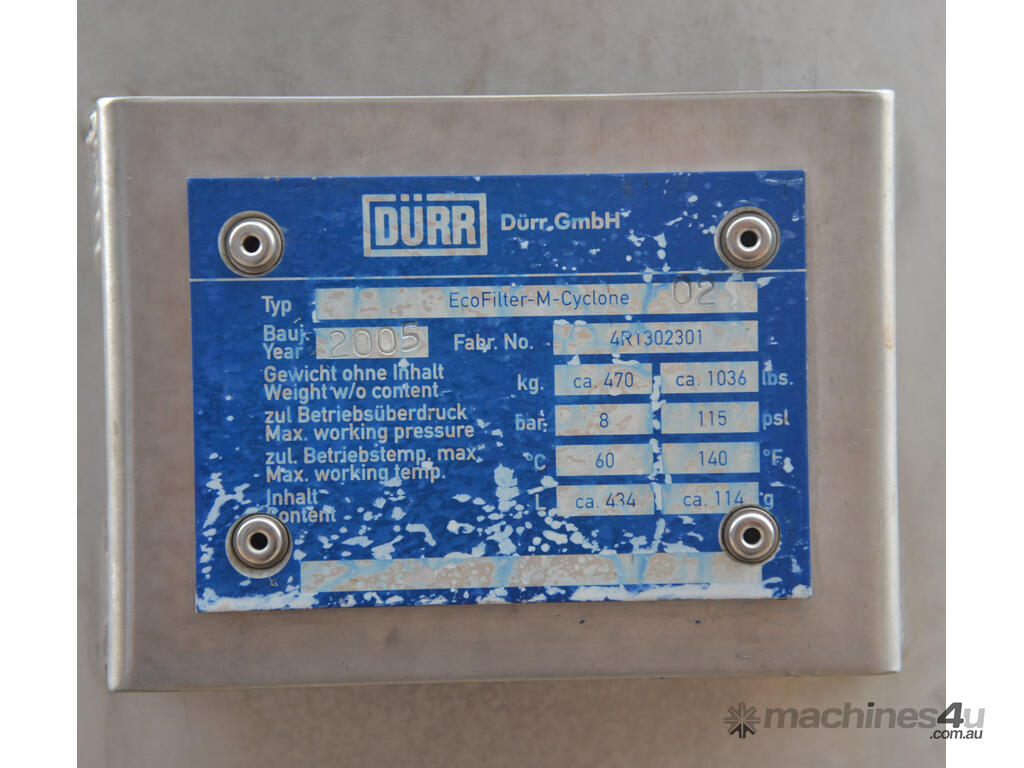 DÜRR Dürr GmbH
Typ EcoFilter-M-Cyclone 02
Bauj.
Year 2005 Fabr. No. 4R1302301
Gewicht ohne Inhalt
Weight w/o content kg. ca. 470 ca. 1036 lbs.
zul Betriebsüberdruck
Max. working pressure bar. 8 115 psI
zul. Betriebstemp. max.
Max. working temp. °C 60 140 °F
Inhalt
Content L ca. 434 ca. 114 g
machines4u
.com.au